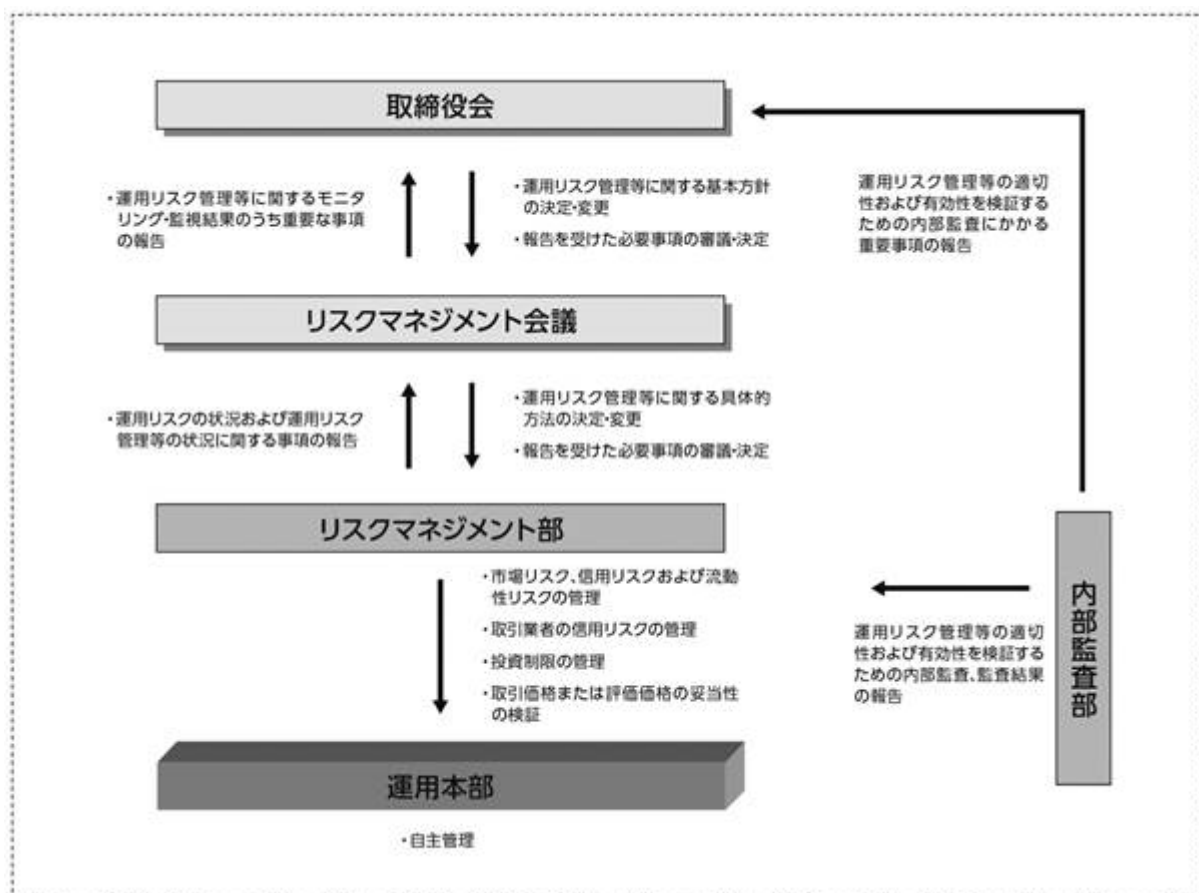 取締役会
・運用リスク管理等に関するモニタ
リング・監視結果のうち重要な事項
の報告
・運用リスク管理等に関する基本方針
の決定・変更
・報告を受けた必要事項の審議・決定
運用リスク管理等の適切
性および有効性を検証する
ための内部監査にかかる
重要事項の報告
リスクマネジメント会議
・運用リスクの状況および運用リスク
管理等の状況に関する事項の報告
・運用リスク管理等に関する具体的
方法の決定・変更
・報告を受けた必要事項の審議・決定
リスクマネジメント部
・市場リスク、信用リスクおよび流動
性リスクの管理
・取引業者の信用リスクの管理
・投資制限の管理
・取引価格または評価価格の妥当性
の検証
運用リスク管理等の適切
性および有効性を検証する
ための内部監査、監査結果
の報告
内部監査部
運用本部
・自主管理